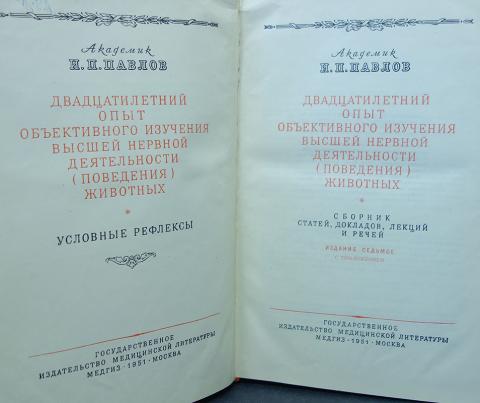 Академик
И.П.ПАВЛОВ
ДВАДЦАТИЛЕТНИЙ
ОПЫТ
ОБЪЕКТИВНОГО ИЗУЧЕНИЯ
ВЫСШЕЙ НЕРВНОЙ
ДЕЯТЕЛЬНОСТИ
(ПОВЕДЕНИЯ)
ЖИВОТНЫХ
*
УСЛОВНЫЕ РЕФЛЕКСЫ
ГОСУДАРСТВЕННОЕ
ИЗДАТЕЛЬСТВО МЕДИЦИНСКОЙ ЛИТЕРАТУРЫ
МЕДГИЗ·1951·МОСКВА
Академик
И.П.ПАВЛОВ
ДВАДЦАТИЛЕТНИЙ
ОПЫТ
ОБЪЕКТИВНОГО ИЗУЧЕНИЯ
ВЫСШЕЙ НЕРВНОЙ
ДЕЯТЕЛЬНОСТИ
(ПОВЕДЕНИЯ)
ЖИВОТНЫХ
*
СБОРНИК
СТАТЕЙ, ДОКЛАДОВ, ЛЕКЦИЙ
И РЕЧЕЙ
ИЗДАНИЕ СЕДЬМОЕ
ГОСУДАРСТВЕННОЕ
ИЗДАТЕЛЬСТВО МЕДИЦИНСКОЙ ЛИТЕРАТУРЫ
МЕДГИЗ·1951·МОСКВА